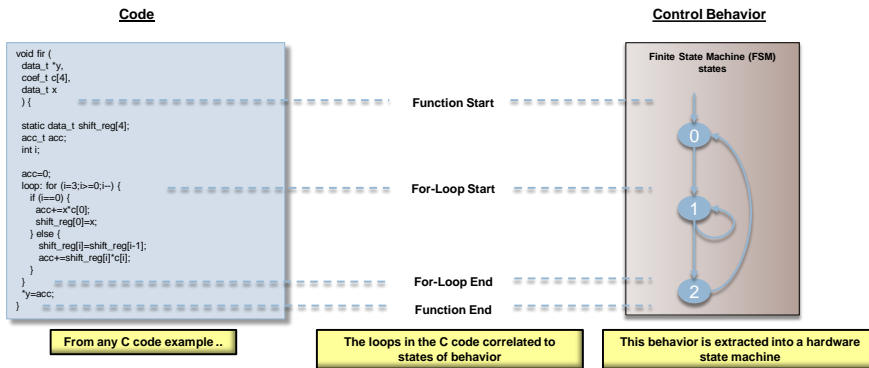 Code
Control Behavior
void fir (
data_t *y,
coef_t c[4],
data_t x
) {
static data_t shift_reg[4];
acc_t acc;
int i;
acc=0;
loop: for (i=3;i>=0;i--) {
if (i==0) {
acc+=x*c[0];
shift_reg[0]=x;
} else {
shift_reg[i]=shift_reg[i-1];
acc+=shift_reg[i]*c[i];
}
}
*y=acc;
}
Function Start
For-Loop Start
For-Loop End
Function End
Finite State Machine (FSM)
states
0
1
2
From any C code example ..
The loops in the C code correlated to
states of behavior
This behavior is extracted into a hardware
state machine